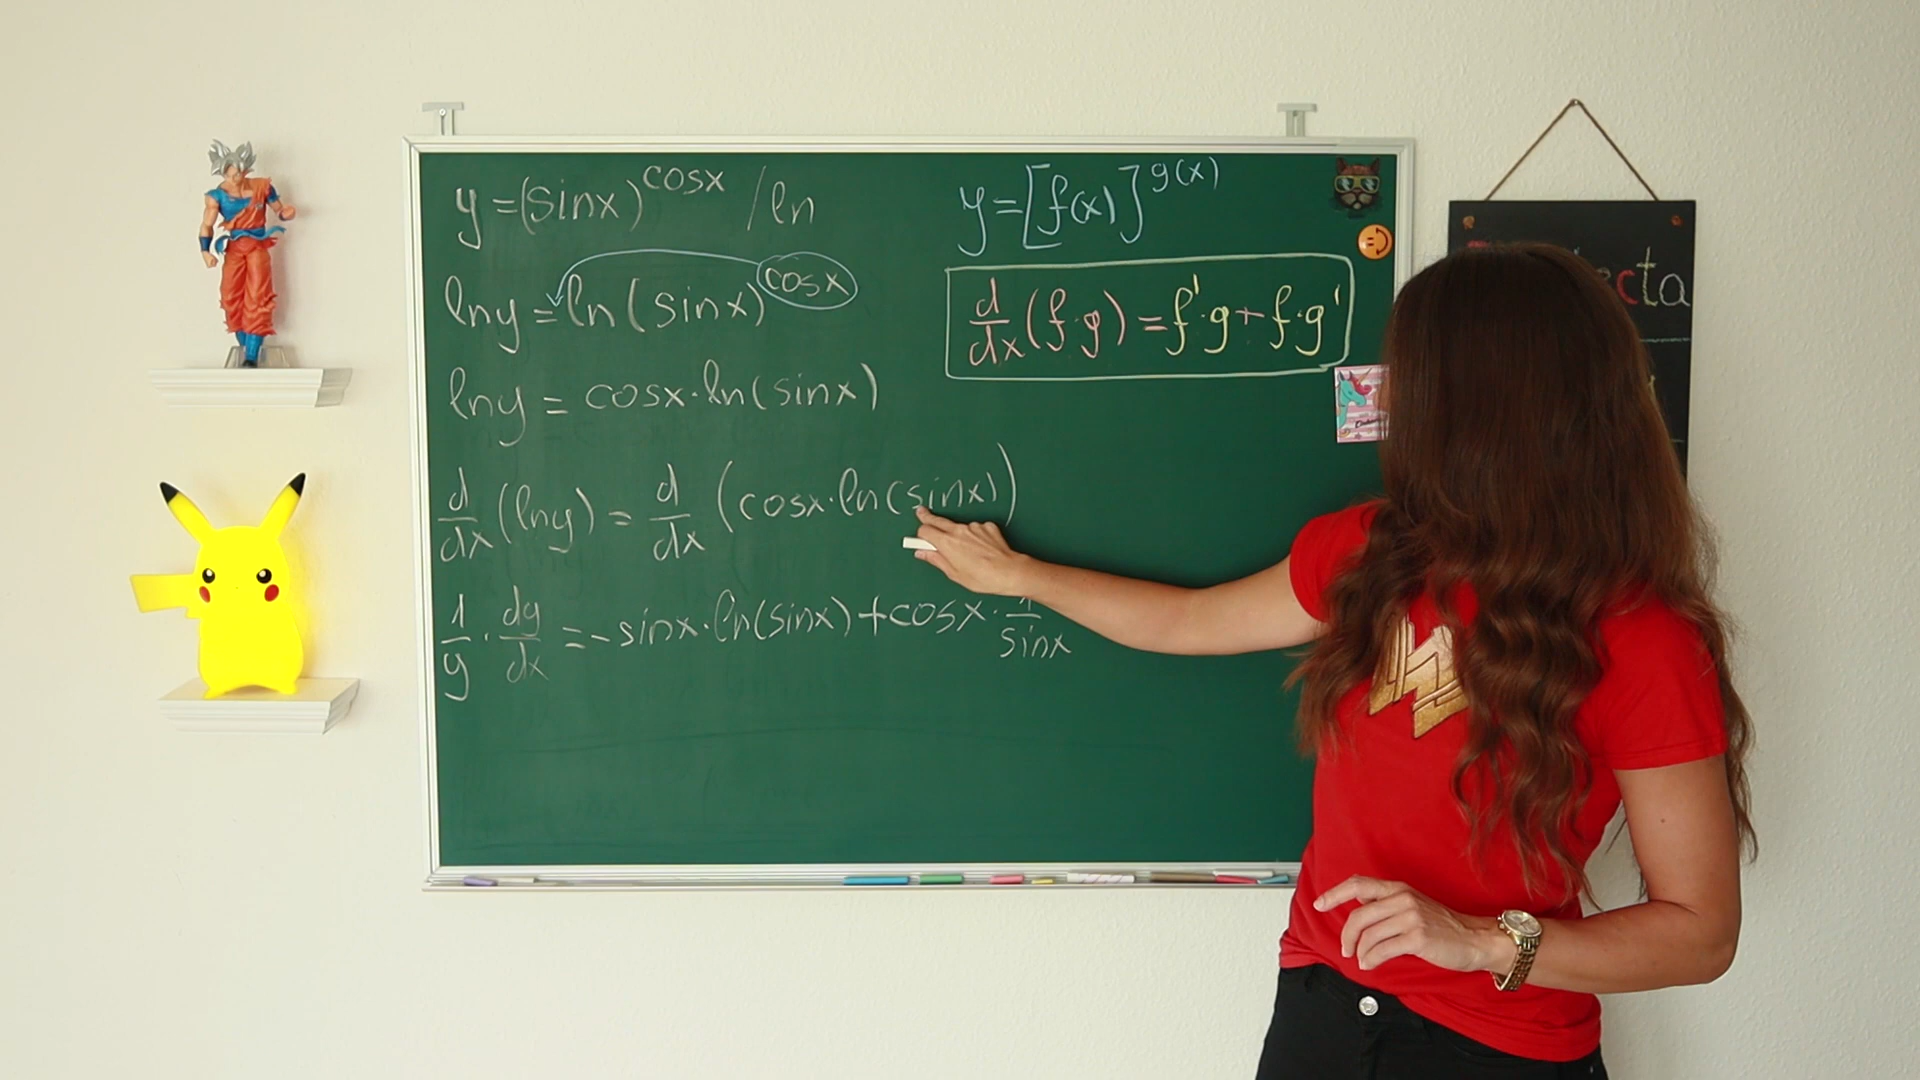 y=(sinx)^cosx /ln
lny=ln(sinx)^cosx
lny=cosx·ln(sinx)
d/dx(lny)=d/dx(cosx·ln(sinx))
1/y·dy/dx=-sinx·ln(sinx)+cosx·1/sinx
y=[f(x)]^g(x)
d/dx(f·g)=f'·g+f·g'
cta